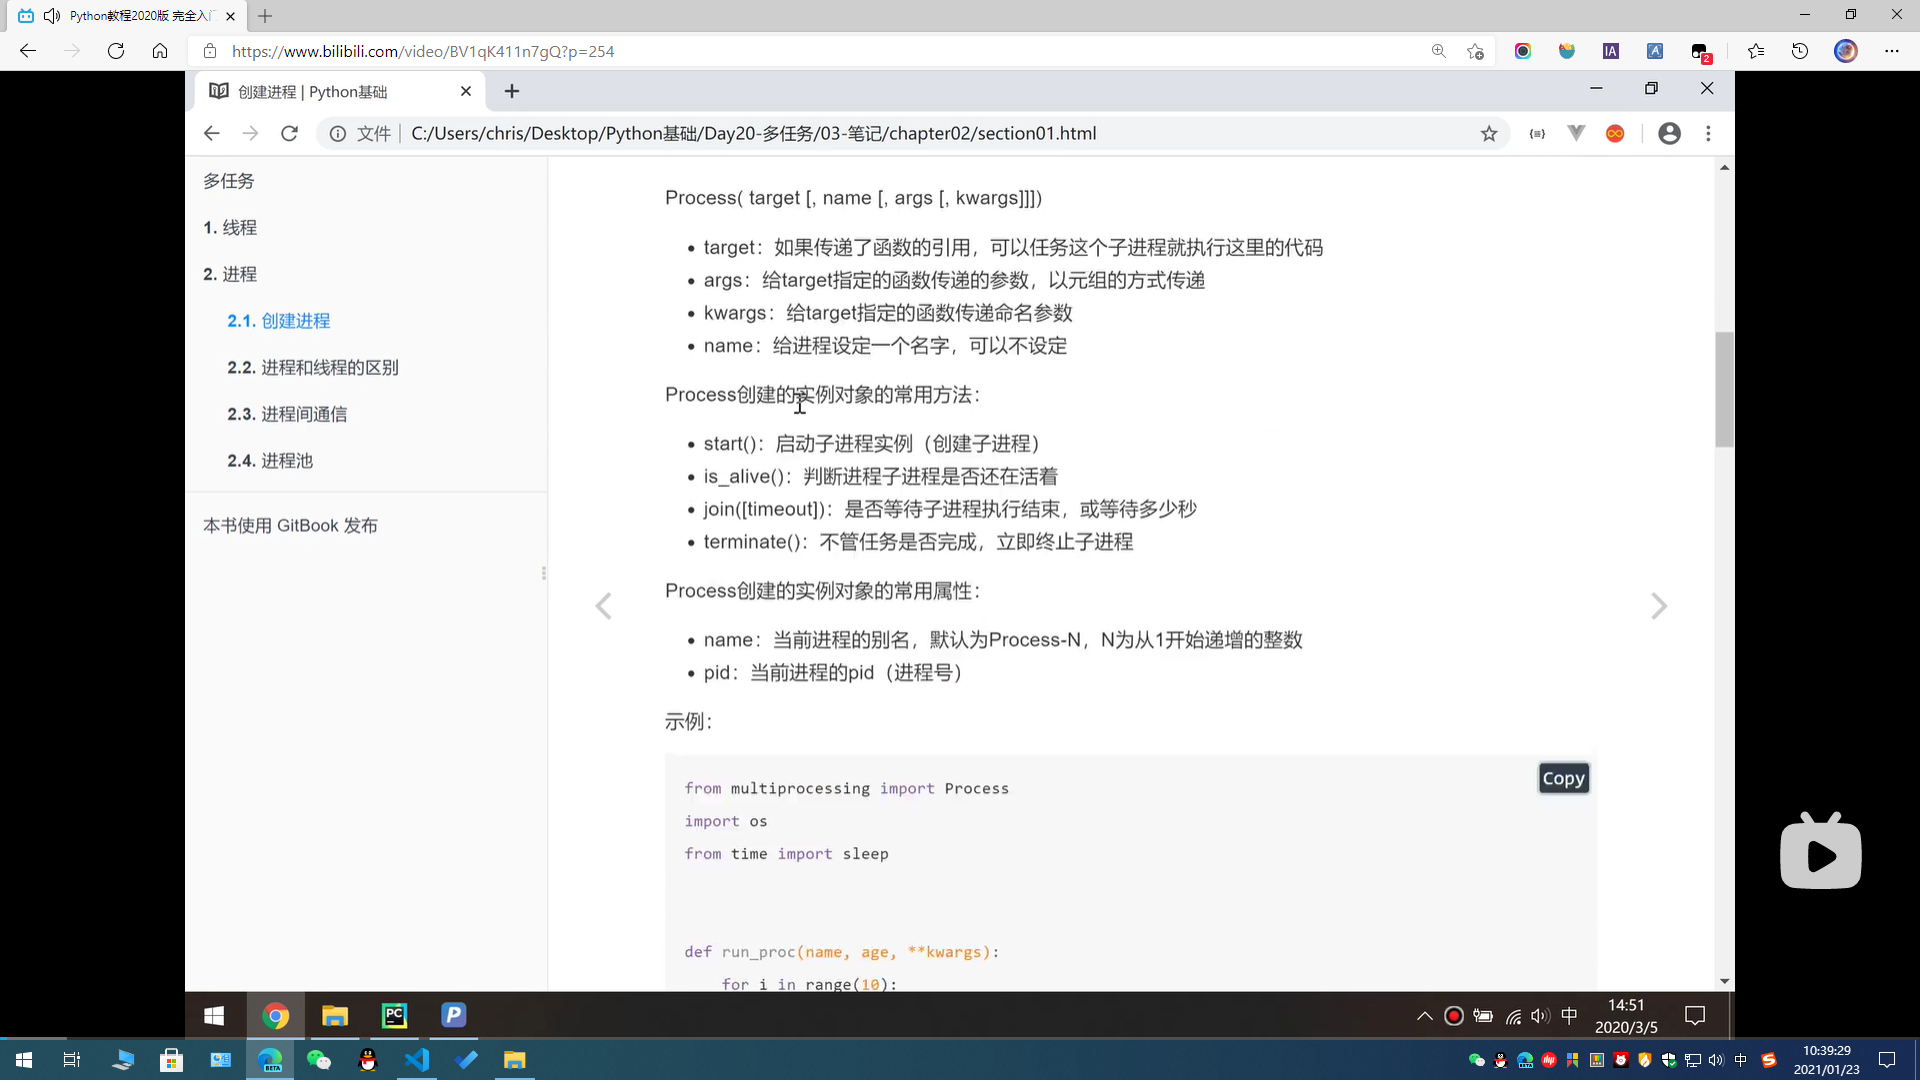 Python教程2020版 完全入门
https://www.bilibili.com/video/BV1qK411n7gQ?p=254
IA
A
2
创建进程 | Python基础
文件
C:/Users/chris/Desktop/Python基础/Day20-多任务/03-笔记/chapter02/section01.html
多任务
1. 线程
2. 进程
2.1. 创建进程
2.2. 进程和线程的区别
2.3. 进程间通信
2.4. 进程池
本书使用 GitBook 发布
Process( target [, name [, args [, kwargs]]])
target：如果传递了函数的引用，可以任务这个子进程就执行这里的代码
args：给target指定的函数传递的参数，以元组的方式传递
kwargs：给target指定的函数传递命名参数
name：给进程设定一个名字，可以不设定
Process创建的实例对象的常用方法：
start()：启动子进程实例（创建子进程）
is_alive()：判断进程子进程是否还在活着
join([timeout])：是否等待子进程执行结束，或等待多少秒
terminate()：不管任务是否完成，立即终止子进程
Process创建的实例对象的常用属性：
name：当前进程的别名，默认为Process-N，N为从1开始递增的整数
pid：当前进程的pid（进程号）
示例：
Copy
from multiprocessing import Process
import os
from time import sleep
def run_proc(name, age, **kwargs):
for i in range(10):
PC
P
中
14:51
2020/3/5
BETA
中
10:39:29
2021/01/23